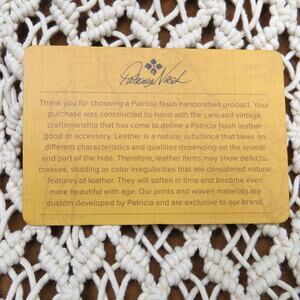 Patricia Nash
Thank you for choosing a Patricia Nash handcrafted product. Your
purchase was constructed by hand with the care and vintage
craftsmanship that has come to define a Patricia Nash leather
good or accessory. Leather is a natural substance that takes on
different characteristics and qualities depending on the animal
and part of the hide. Therefore, leather items may show defects,
creases, shading or color irregularities that are considered natural
features of leather. They will soften in time and become even
more beautiful with age. Our prints and woven materials are
custom developed by Patricia and are exclusive to our brand.